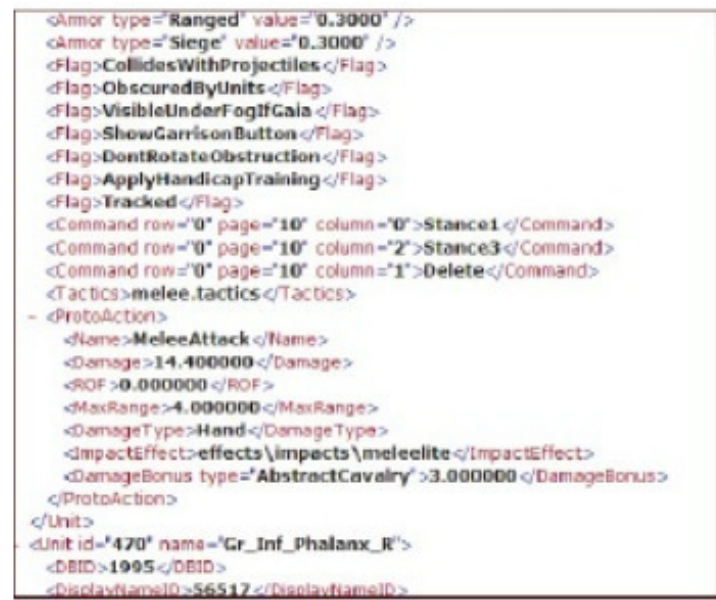 <Armor type="Ranged" value="0.3000" />
<Armor type="Siege" value="0.3000" />
<Flag>CollidesWithProjectiles</Flag>
<Flag>ObscuredByUnits</Flag>
<Flag>VisibleUnderFogIfGaia</Flag>
<Flag>ShowGarrisonButton</Flag>
<Flag>DontRotateObstruction</Flag>
<Flag>ApplyHandicapTraining</Flag>
<Flag>Tracked</Flag>
<Command row="0" page="10" column="0">Stance1</Command>
<Command row="0" page="10" column="2">Stance3</Command>
<Command row="0" page="10" column="1">Delete</Command>
<Tactics>melee.tactics</Tactics>
- <ProtoAction>
<Name>MeleeAttack</Name>
<Damage>14.400000</Damage>
<ROF>0.000000</ROF>
<MaxRange>4.000000</MaxRange>
<DamageType>Hand</DamageType>
<ImpactEffect>effects\impacts\meleelite</ImpactEffect>
<DamageBonus type="AbstractCavalry">3.000000</DamageBonus>
</ProtoAction>
</Unit>
- <Unit id="470" name="Gr_Inf_Phalanx_R">
<DBID>1995</DBID>
<DisplayNameID>56517</DisplayNameID>